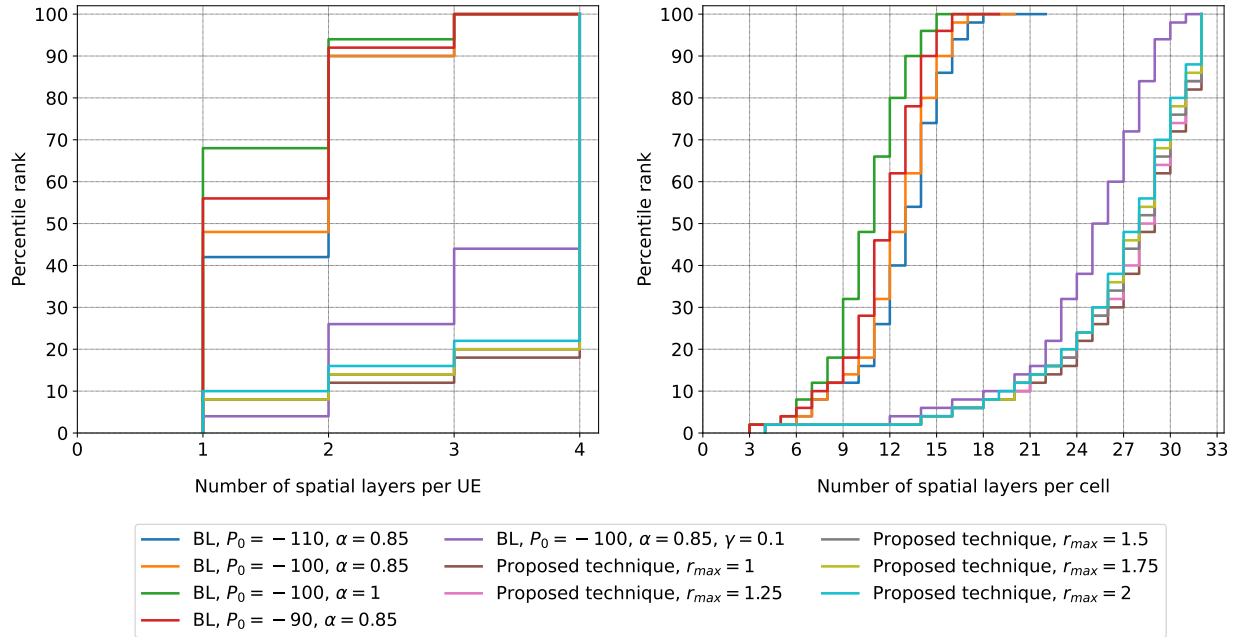 100
90
80
70
60
50
40
30
20
10
0
Percentile rank
0 1 2 3 4
Number of spatial layers per UE
100
90
80
70
60
50
40
30
20
10
0
Percentile rank
0 3 6 9 12 15 18 21 24 27 30 33
Number of spatial layers per cell
BL, P₀ = −110, α = 0.85
BL, P₀ = −100, α = 0.85
BL, P₀ = −100, α = 1
BL, P₀ = −90, α = 0.85
BL, P₀ = −100, α = 0.85, γ = 0.1
Proposed technique, r_max = 1
Proposed technique, r_max = 1.25
Proposed technique, r_max = 1.5
Proposed technique, r_max = 1.75
Proposed technique, r_max = 2